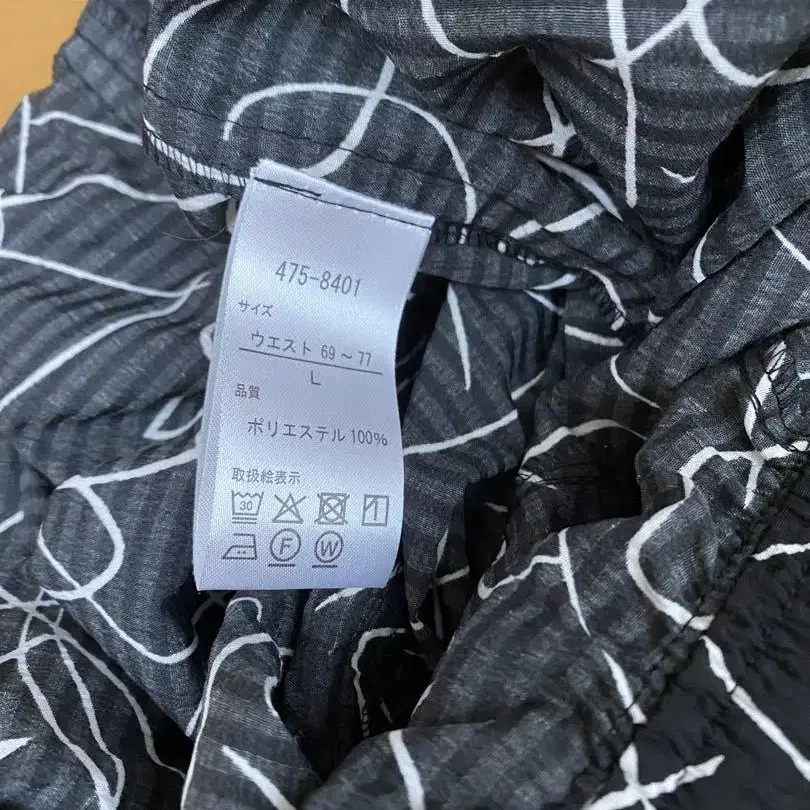 475-8401
サイズ
ウエスト 69～77
L
品質
ポリエステル 100%
取扱絵表示
30
F W